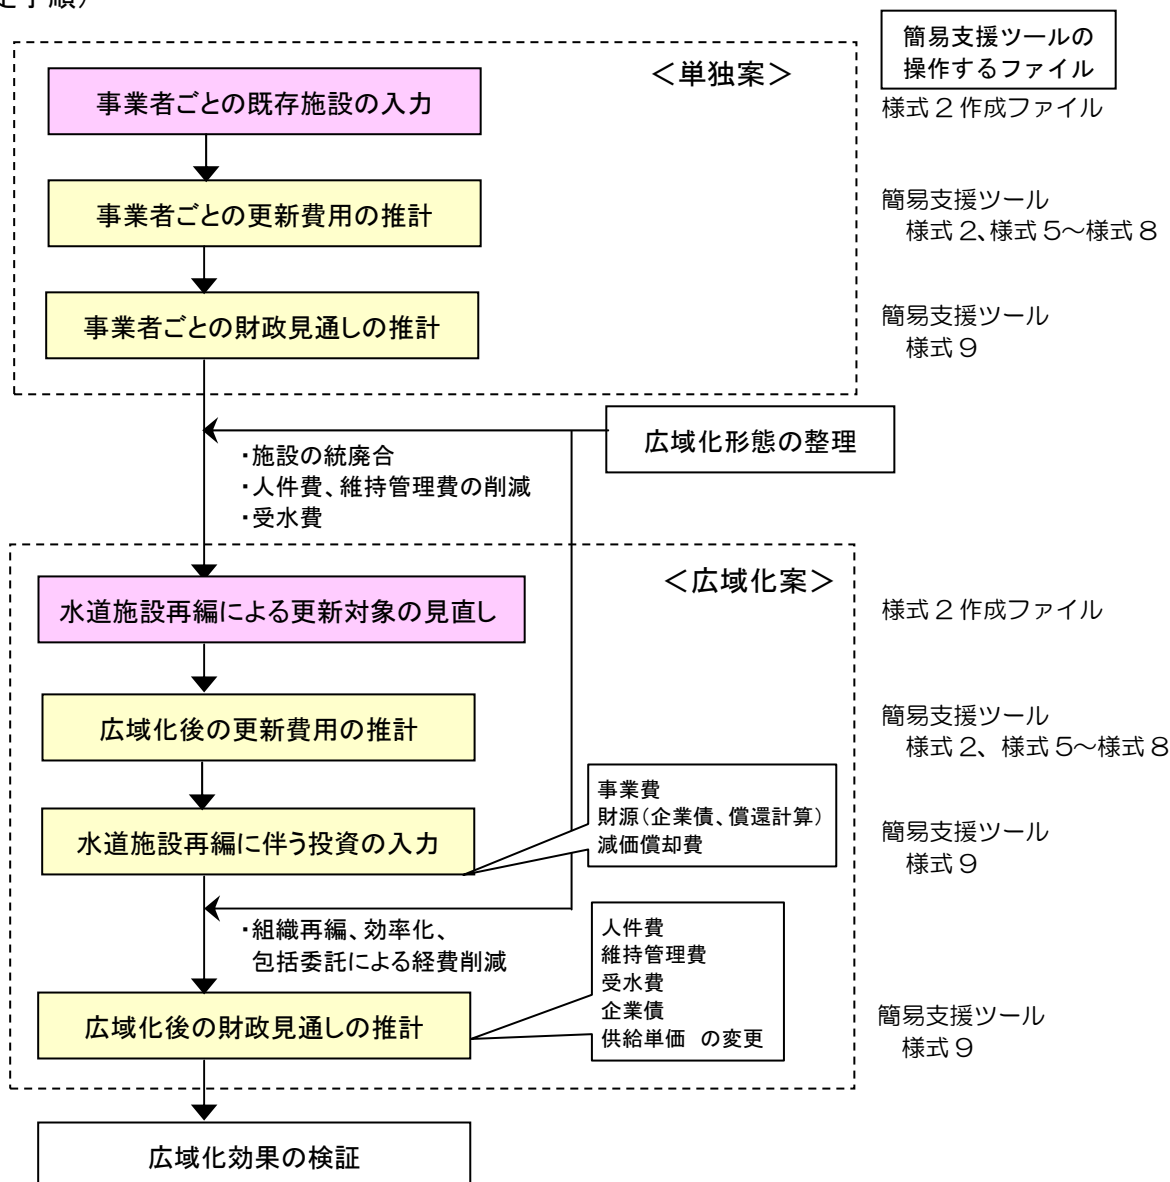 定手順）
簡易支援ツールの
操作するファイル
＜単独案＞
事業者ごとの既存施設の入力
様式２作成ファイル
事業者ごとの更新費用の推計
簡易支援ツール
様式２、様式５～様式８
事業者ごとの財政見通しの推計
簡易支援ツール
様式９
広域化形態の整理
・施設の統廃合
・人件費、維持管理費の削減
・受水費
＜広域化案＞
水道施設再編による更新対象の見直し
様式２作成ファイル
広域化後の更新費用の推計
簡易支援ツール
様式２、様式５～様式８
事業費
財源（企業債、償還計算）
減価償却費
水道施設再編に伴う投資の入力
簡易支援ツール
様式９
・組織再編、効率化、
包括委託による経費削減
人件費
維持管理費
受水費
企業債
供給単価　の変更
広域化後の財政見通しの推計
簡易支援ツール
様式９
広域化効果の検証